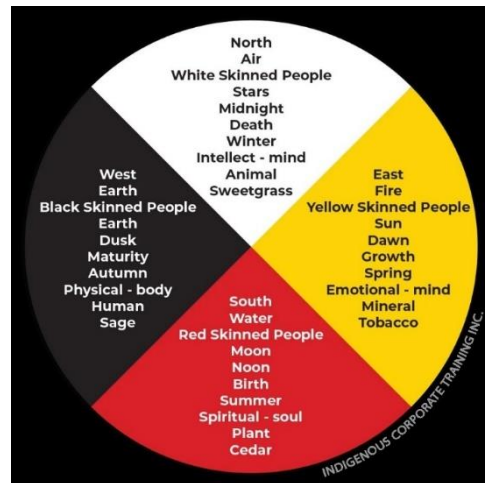 North
Air
White Skinned People
Stars
Midnight
Death
Winter
Intellect - mind
Animal
Sweetgrass
West
Earth
Black Skinned People
Earth
Dusk
Maturity
Autumn
Physical - body
Human
Sage
East
Fire
Yellow Skinned People
Sun
Dawn
Growth
Spring
Emotional - mind
Mineral
Tobacco
South
Water
Red Skinned People
Moon
Noon
Birth
Summer
Spiritual - soul
Plant
Cedar
INDIGENOUS CORPORATE TRAINING INC.